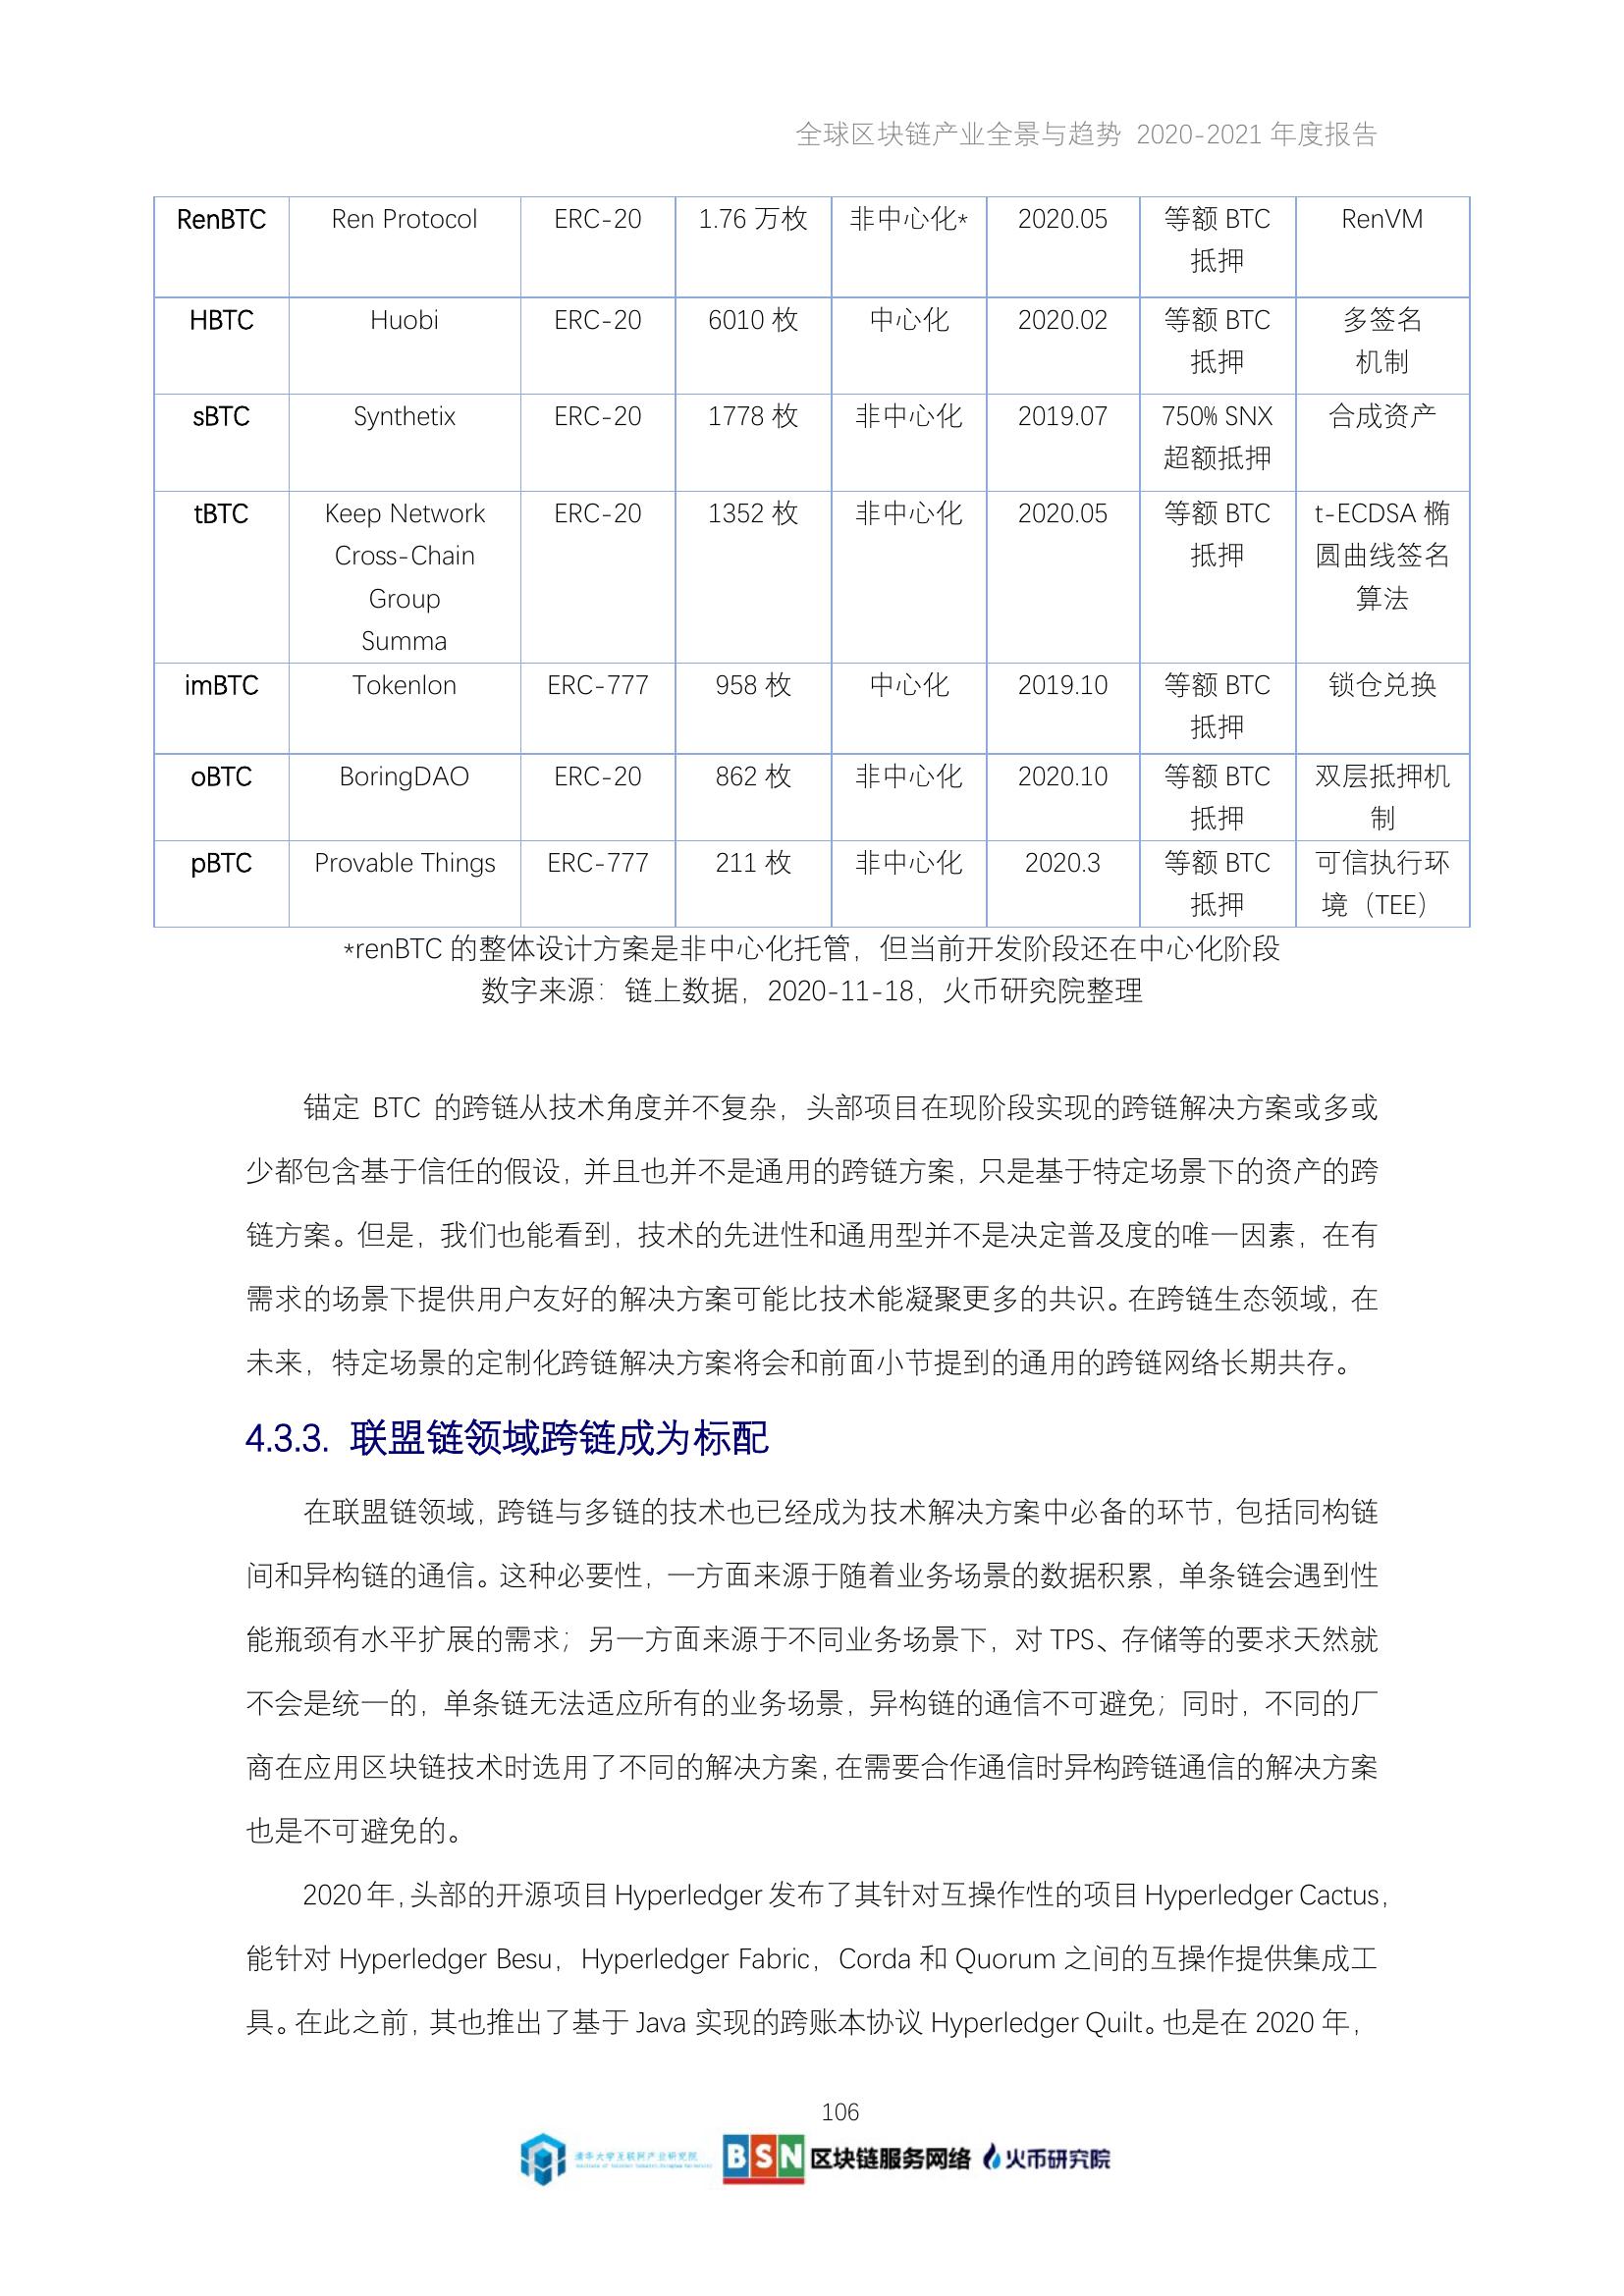 全球区块链产业全景与趋势 2020-2021 年度报告
RenBTC Ren Protocol ERC-20 1.76 万枚 非中心化* 2020.05 等额 BTC RenVM
抵押
HBTC Huobi ERC-20 6010 枚 中心化 2020.02 等额 BTC 多签名
抵押 机制
sBTC Synthetix ERC-20 1778 枚 非中心化 2019.07 750% SNX 合成资产
超额抵押
tBTC Keep Network ERC-20 1352 枚 非中心化 2020.05 等额 BTC t-ECDSA 椭
Cross-Chain 抵押 圆曲线签名
Group 算法
Summa
imBTC Tokenlon ERC-777 958 枚 中心化 2019.10 等额 BTC 锁仓兑换
抵押
oBTC BoringDAO ERC-20 862 枚 非中心化 2020.10 等额 BTC 双层抵押机
抵押 制
pBTC Provable Things ERC-777 211 枚 非中心化 2020.3 等额 BTC 可信执行环
抵押 境（TEE）
*renBTC 的整体设计方案是非中心化托管，但当前开发阶段还在中心化阶段
数字来源：链上数据，2020-11-18，火币研究院整理
锚定 BTC 的跨链从技术角度并不复杂，头部项目在现阶段实现的跨链解决方案或多或
少都包含基于信任的假设，并且也并不是通用的跨链方案，只是基于特定场景下的资产的跨
链方案。但是，我们也能看到，技术的先进性和通用型并不是决定普及度的唯一因素，在有
需求的场景下提供用户友好的解决方案可能比技术能凝聚更多的共识。在跨链生态领域，在
未来，特定场景的定制化跨链解决方案将会和前面小节提到的通用的跨链网络长期共存。
4.3.3. 联盟链领域跨链成为标配
在联盟链领域，跨链与多链的技术也已经成为技术解决方案中必备的环节，包括同构链
间和异构链的通信。这种必要性，一方面来源于随着业务场景的数据积累，单条链会遇到性
能瓶颈有水平扩展的需求；另一方面来源于不同业务场景下，对 TPS、存储等的要求天然就
不会是统一的，单条链无法适应所有的业务场景，异构链的通信不可避免；同时，不同的厂
商在应用区块链技术时选用了不同的解决方案，在需要合作通信时异构跨链通信的解决方案
也是不可避免的。
2020 年，头部的开源项目 Hyperledger 发布了其针对互操作性的项目 Hyperledger Cactus，
能针对 Hyperledger Besu，Hyperledger Fabric，Corda 和 Quorum 之间的互操作提供集成工
具。在此之前，其也推出了基于 Java 实现的跨账本协议 Hyperledger Quilt。也是在 2020 年，
106
清华大学互联网产业研究院 BSN 区块链服务网络 火币研究院